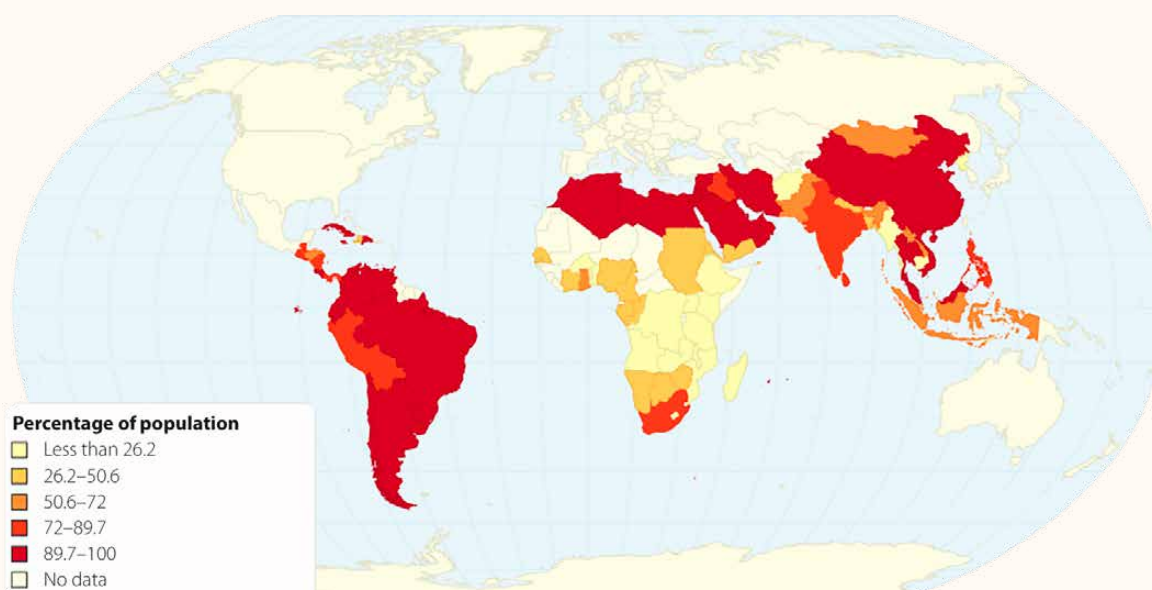 Percentage of population
Less than 26.2
26.2–50.6
50.6–72
72–89.7
89.7–100
No data